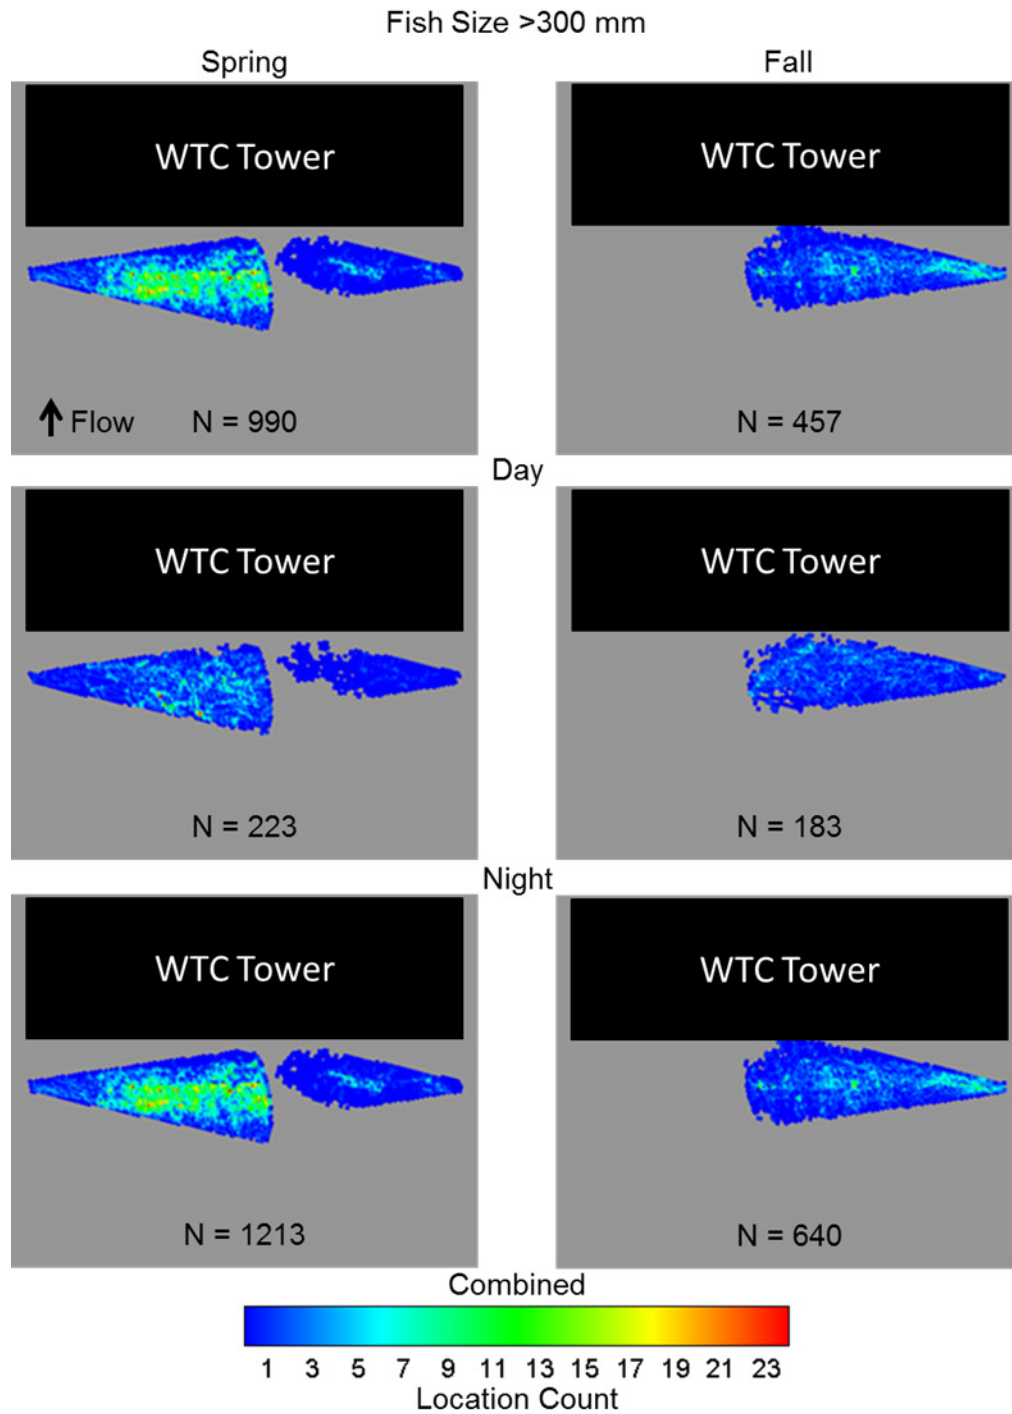 Fish Size >300 mm
Spring Fall
WTC Tower WTC Tower
Flow N = 990 N = 457
Day
WTC Tower WTC Tower
N = 223 N = 183
Night
WTC Tower WTC Tower
N = 1213 N = 640
Combined
1 3 5 7 9 11 13 15 17 19 21 23
Location Count